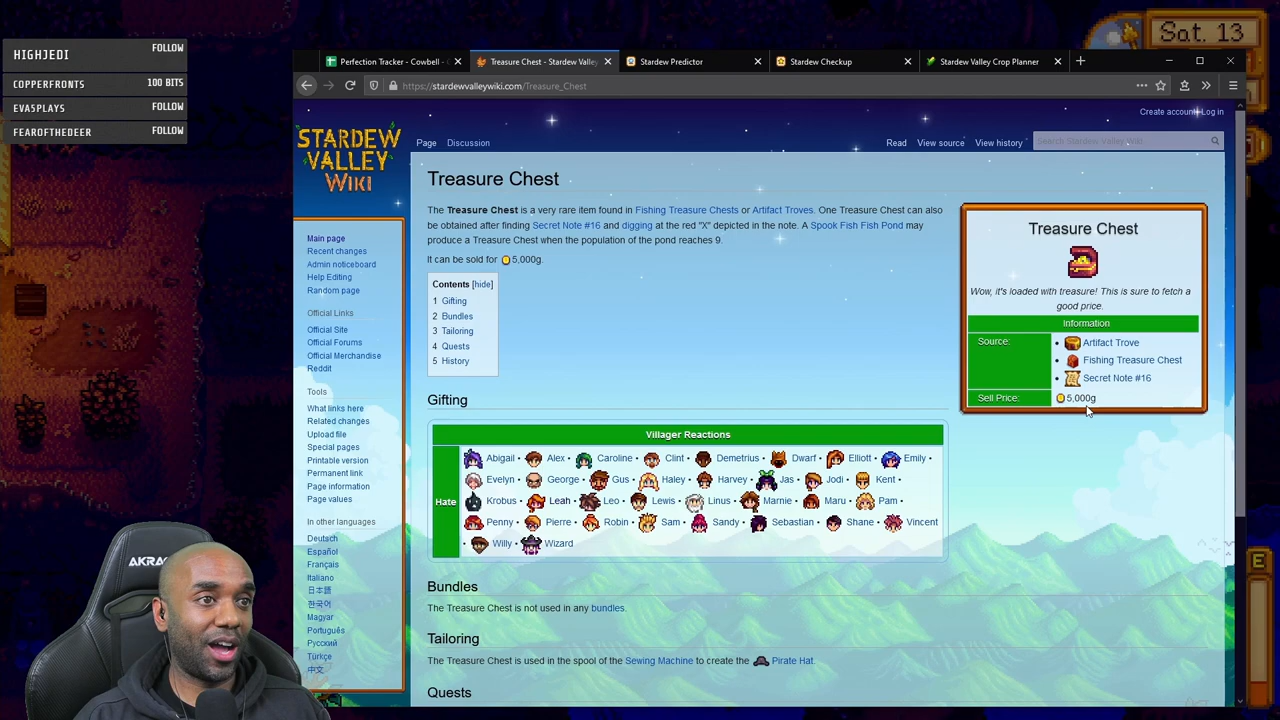 HIGHJEDI FOLLOW
COPPERFRONTS 100 BITS
EVASPLAYS FOLLOW
FEAROFTHEDEER FOLLOW
Sat. 13
Perfection Tracker - Cowbell -
Treasure Chest - Stardew Valley
Stardew Predictor
Stardew Checkup
Stardew Valley Crop Planner
https://stardewvalleywiki.com/Treasure_Chest
Create account Log in
STARDEW
VALLEY
WIKI
Page Discussion
Read View source View history
Search Stardew Valley Wiki
Main page
Recent changes
Admin noticeboard
Help Editing
Random page
Official Links
Official Site
Official Forums
Official Merchandise
Reddit
Tools
What links here
Related changes
Upload file
Special pages
Printable version
Permanent link
Page information
Page values
In other languages
Deutsch
Español
Français
Italiano
日本語
한국어
Magyar
Português
Русский
Türkçe
中文
Treasure Chest
The Treasure Chest is a very rare item found in Fishing Treasure Chests or Artifact Troves. One Treasure Chest can also
be obtained after finding Secret Note #16 and digging at the red "X" depicted in the note. A Spook Fish Fish Pond may
produce a Treasure Chest when the population of the pond reaches 9.
It can be sold for 5,000g.
Contents [hide]
1 Gifting
2 Bundles
3 Tailoring
4 Quests
5 History
Gifting
Villager Reactions
Hate
Abigail • Alex • Caroline • Clint • Demetrius • Dwarf • Elliott • Emily •
Evelyn • George • Gus • Haley • Harvey • Jas • Jodi • Kent •
Krobus • Leah • Leo • Lewis • Linus • Marnie • Maru • Pam •
Penny • Pierre • Robin • Sam • Sandy • Sebastian • Shane • Vincent
• Willy • Wizard
Bundles
The Treasure Chest is not used in any bundles.
Tailoring
The Treasure Chest is used in the spool of the Sewing Machine to create the Pirate Hat.
Quests
Treasure Chest
Wow, it's loaded with treasure! This is sure to fetch a
good price.
Information
Source:
• Artifact Trove
• Fishing Treasure Chest
• Secret Note #16
Sell Price: 5,000g
AKRAC
E